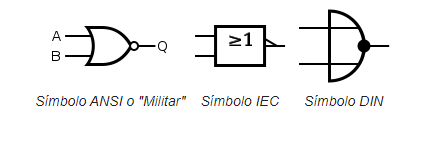 A
B
Q
≥1
Símbolo ANSI o "Militar"
Símbolo IEC
Símbolo DIN